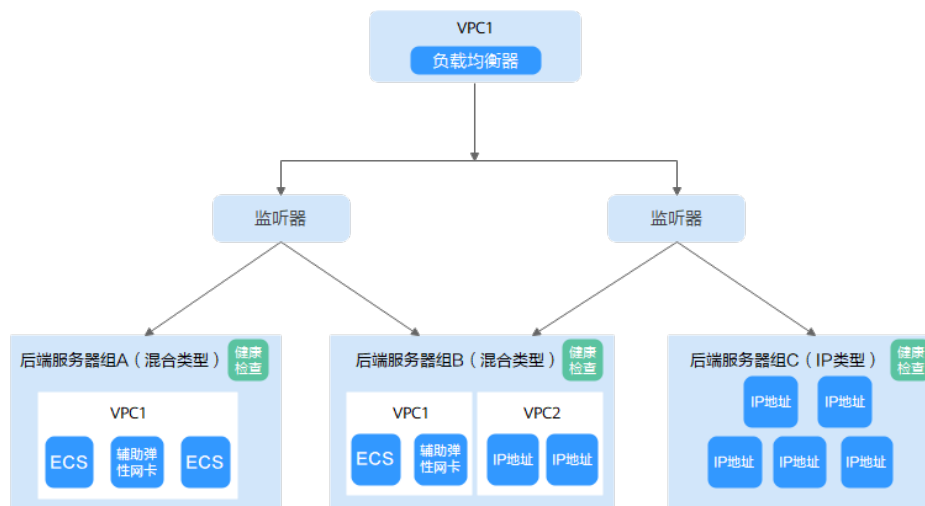 VPC1
负载均衡器
监听器
监听器
后端服务器组A（混合类型）
健康
检查
VPC1
ECS
辅助弹
性网卡
ECS
后端服务器组B（混合类型）
健康
检查
VPC1
ECS
辅助弹
性网卡
VPC2
IP地址
IP地址
后端服务器组C（IP类型）
健康
检查
IP地址
IP地址
IP地址
IP地址
IP地址